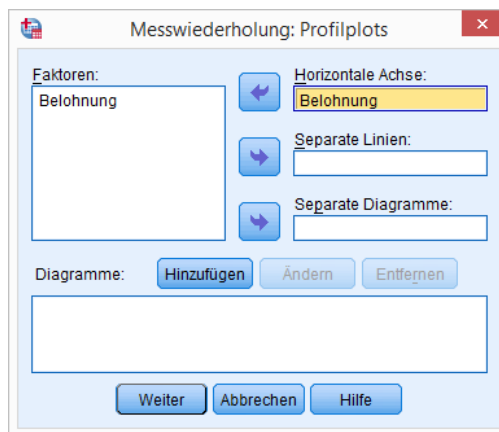 Messwiederholung: Profilplots
Faktoren:
Belohnung
Horizontale Achse:
Belohnung
Separate Linien:
Separate Diagramme:
Diagramme:
Hinzufügen
Ändern
Entfernen
Weiter
Abbrechen
Hilfe